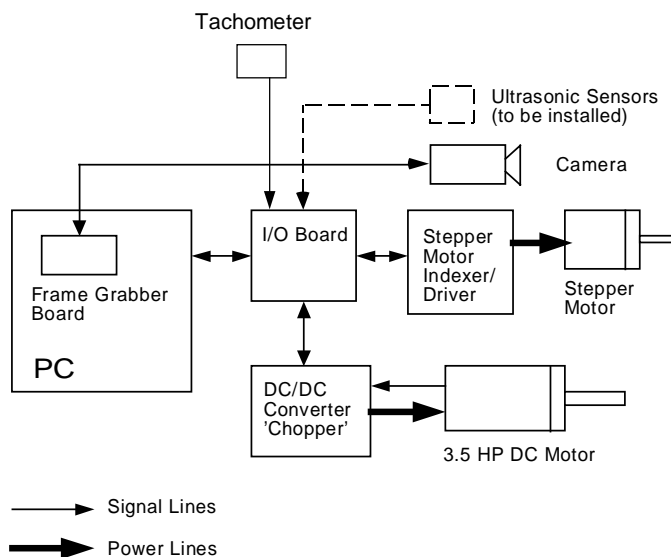 Tachometer
Ultrasonic Sensors
(to be installed)
Camera
I/O Board
Stepper
Motor
Indexer/
Driver
Stepper
Motor
Frame Grabber
Board
PC
DC/DC
Converter
'Chopper'
3.5 HP DC Motor
Signal Lines
Power Lines